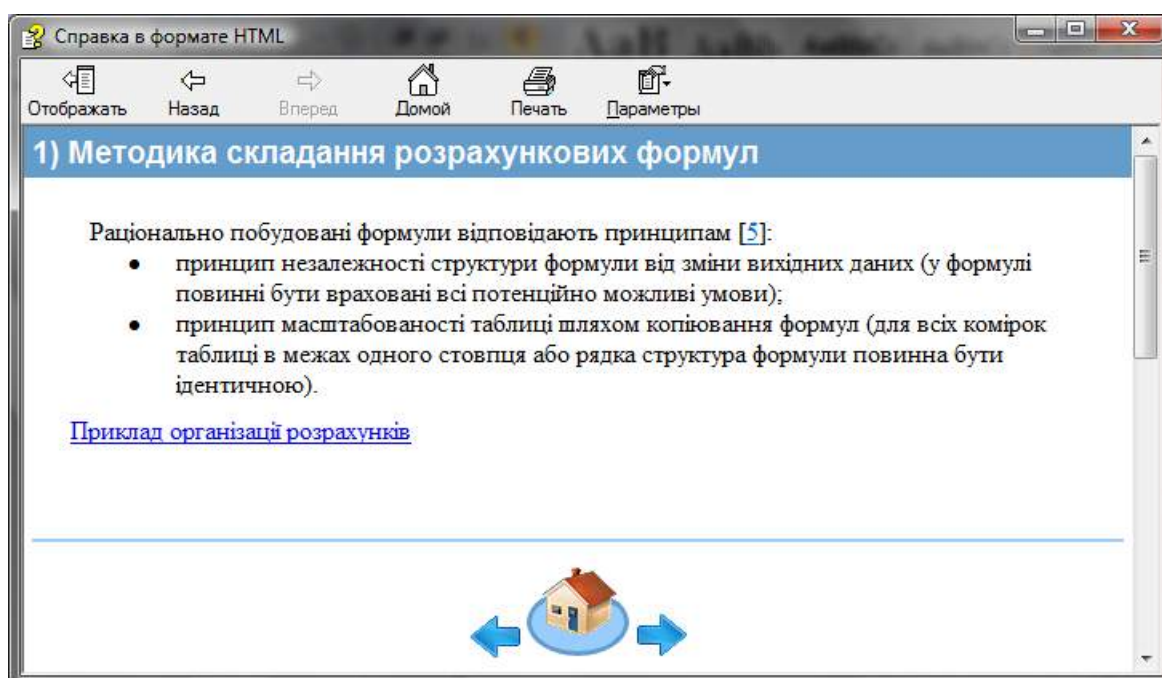 Справка в формате HTML
Отображать Назад Вперед Домой Печать Параметры
1) Методика складання розрахункових формул
Раціонально побудовані формули відповідають принципам [5]:
● принцип незалежності структури формули від зміни вихідних даних (у формулі
повинні бути враховані всі потенційно можливі умови);
● принцип масштабованості таблиці шляхом копіювання формул (для всіх комірок
таблиці в межах одного стовпця або рядка структура формули повинна бути
ідентичною).
Приклад організації розрахунків